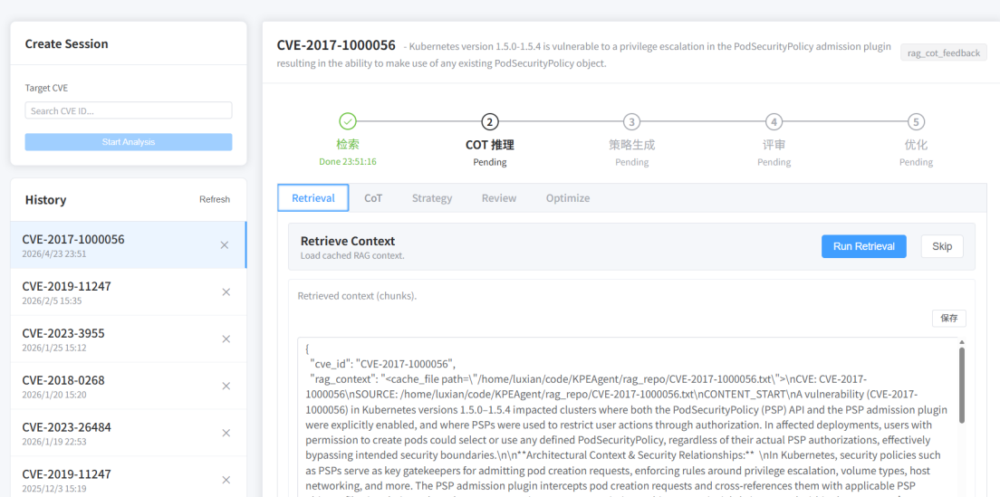 Create Session
Target CVE
Search CVE ID...
Start Analysis
History
Refresh
CVE-2017-1000056
2026/4/23 23:51
CVE-2019-11247
2026/2/5 15:35
CVE-2023-3955
2026/1/25 15:12
CVE-2018-0268
2026/1/20 15:20
CVE-2023-26484
2026/1/19 22:53
CVE-2019-11247
2025/12/3 15:19
CVE-2017-1000056 - Kubernetes version 1.5.0-1.5.4 is vulnerable to a privilege escalation in the PodSecurityPolicy admission plugin
resulting in the ability to make use of any existing PodSecurityPolicy object.
rag_cot_feedback
2 3 4 5
检索 COT 推理 策略生成 评审 优化
Done 23:51:16 Pending Pending Pending Pending
Retrieval CoT Strategy Review Optimize
Retrieve Context
Load cached RAG context.
Run Retrieval Skip
Retrieved context (chunks).
保存
{
"cve_id": "CVE-2017-1000056",
"rag_context": "<cache_file path=\"/home/luxian/code/KPEAgent/rag_repo/CVE-2017-1000056.txt\">\nCVE: CVE-2017-
1000056\nSOURCE: /home/luxian/code/KPEAgent/rag_repo/CVE-2017-1000056.txt\nCONTENT_START\nA vulnerability (CVE-2017-
1000056) in Kubernetes versions 1.5.0–1.5.4 impacted clusters where both the PodSecurityPolicy (PSP) API and the PSP admission plugin
were explicitly enabled, and where PSPs were used to restrict user actions through authorization. In affected deployments, users with
permission to create pods could select or use any defined PodSecurityPolicy, regardless of their actual PSP authorizations, effectively
bypassing intended security boundaries.\n\n**Architectural Context & Security Relationships:** \nIn Kubernetes, security policies such
as PSPs serve as key gatekeepers for admitting pod creation requests, enforcing rules around privilege escalation, volume types, host
networking, and more. The PSP admission plugin intercepts pod creation requests and cross-references them with applicable PSP